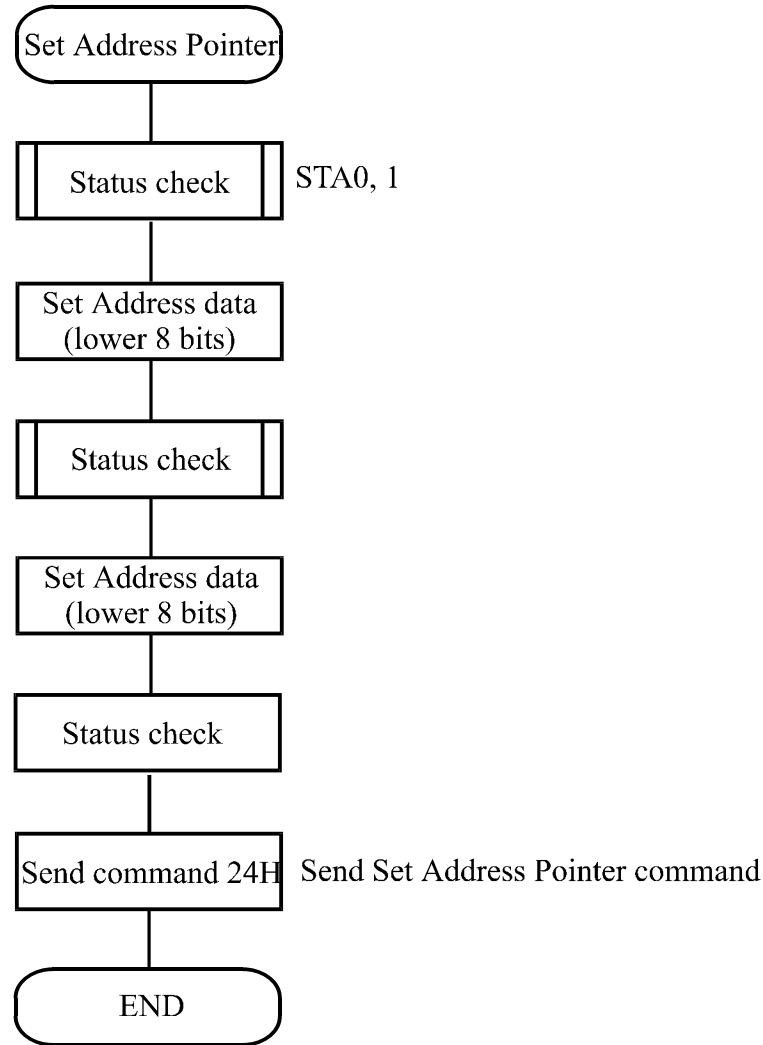 Set Address Pointer
Status check
STA0, 1
Set Address data
(lower 8 bits)
Status check
Set Address data
(lower 8 bits)
Status check
Send command 24H
Send Set Address Pointer command
END